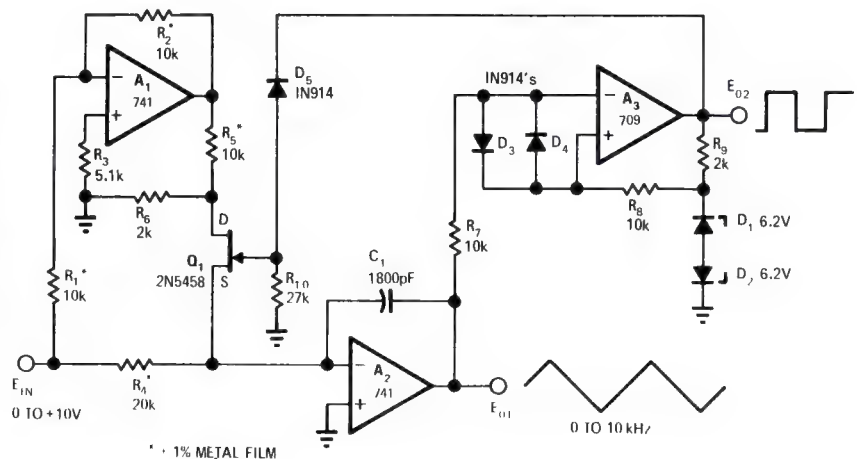 R2*
10k
A1
741
R3
5.1k
R5*
10k
R6
2k
R1*
10k
D5
IN914
IN914's
D3
D4
A3
709
E02
R9
2k
R8
10k
D1 6.2V
D2 6.2V
R7
10k
D
Q1
2N5458
S
R10
27k
C1
1800pF
EIN
0 TO +10V
R4*
20k
A2
741
E01
0 TO 10 kHz
* 1% METAL FILM